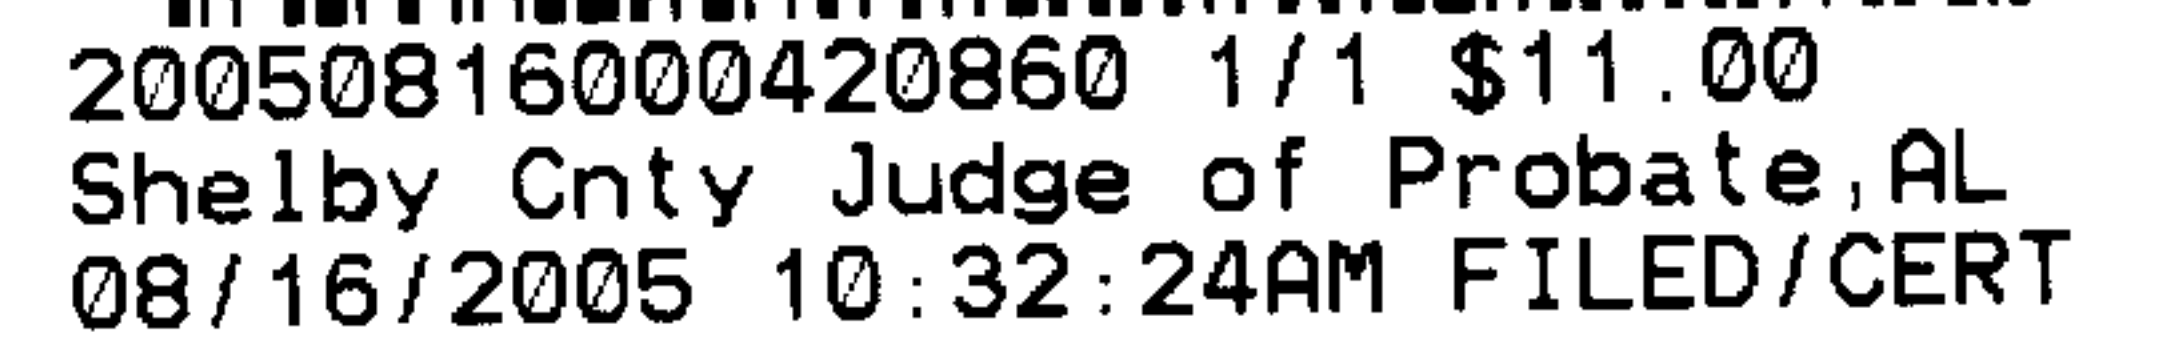 20050816000420860 1/1 $11.00
Shelby Cnty Judge of Probate,AL
08/16/2005 10:32:24AM FILED/CERT